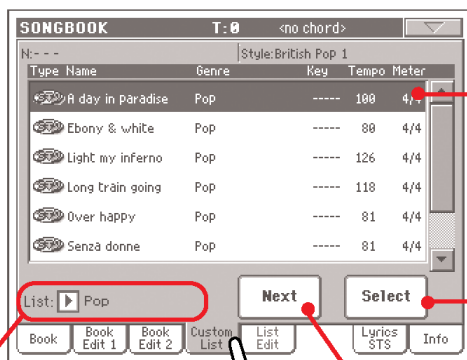 SONGBOOK T:0 <no chord>
N:--- Style:British Pop 1
Type Name Genre Key Tempo Meter
A day in paradise Pop ----- 100 4/4
Ebony & white Pop ----- 80 4/4
Light my inferno Pop ----- 126 4/4
Long train going Pop ----- 118 4/4
Over happy Pop ----- 81 4/4
Senza donne Pop ----- 81 4/4
List: Pop Next Select
Book Book Edit 1 Book Edit 2 Custom List List Edit Lyrics STS Info